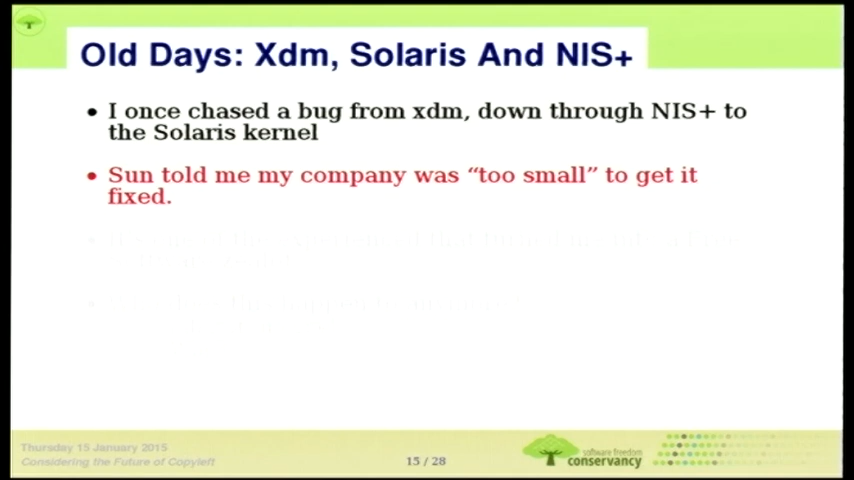 Old Days: Xdm, Solaris And NIS+
• I once chased a bug from xdm, down through NIS+ to
the Solaris kernel
• Sun told me my company was “too small” to get it
fixed.
Thursday 15 January 2015
Considering the Future of Copyleft
15 / 28
software freedom
conservancy